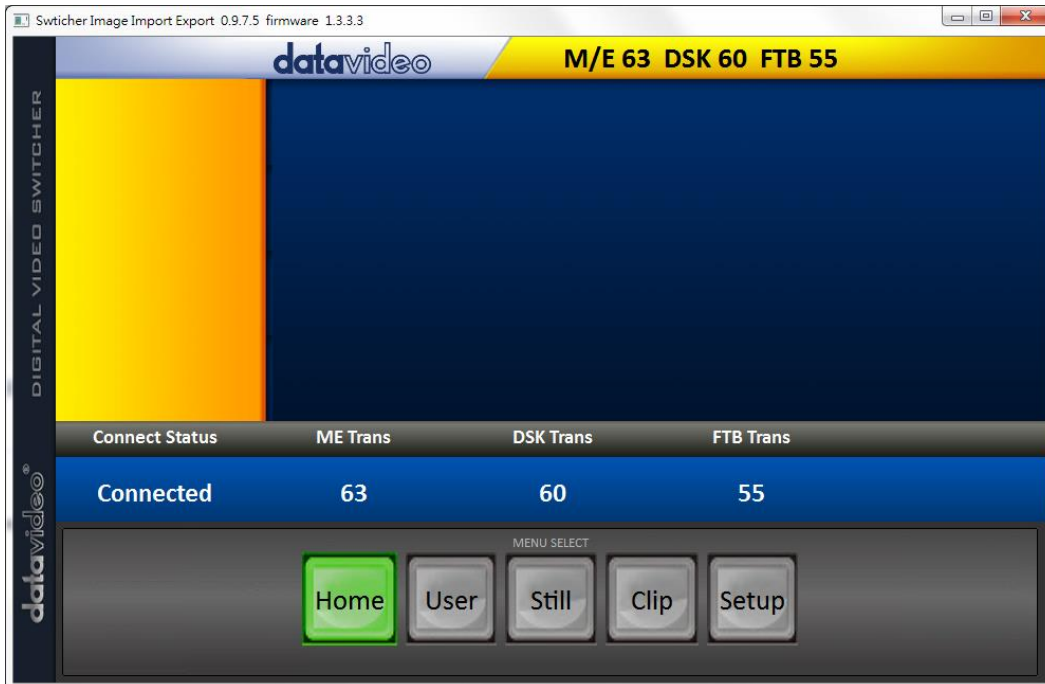 Swticher Image Import Export 0.9.7.5 firmware 1.3.3.3
datavideo
M/E 63 DSK 60 FTB 55
DIGITAL VIDEO SWITCHER
datavideo®
Connect Status ME Trans DSK Trans FTB Trans
Connected 63 60 55
MENU SELECT
Home User Still Clip Setup